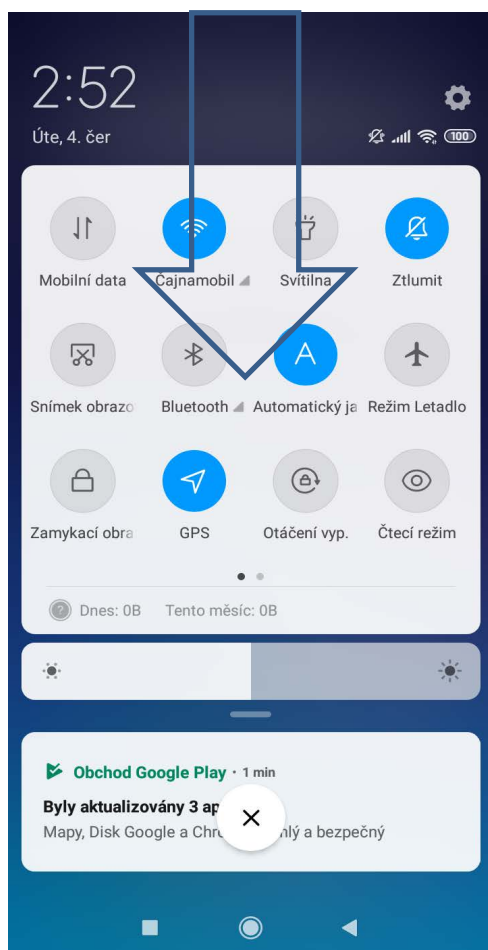 2:52
Úte, 4. čer
100
Mobilní data
Čajnamobil
Svítilna
Ztlumit
Snímek obrazo
Bluetooth
Automatický ja
Režim Letadlo
Zamykací obra
GPS
Otáčení vyp.
Čtecí režim
Dnes: 0B Tento měsíc: 0B
Obchod Google Play · 1 min
Byly aktualizovány 3 ap
Mapy, Disk Google a Chro hlý a bezpečný